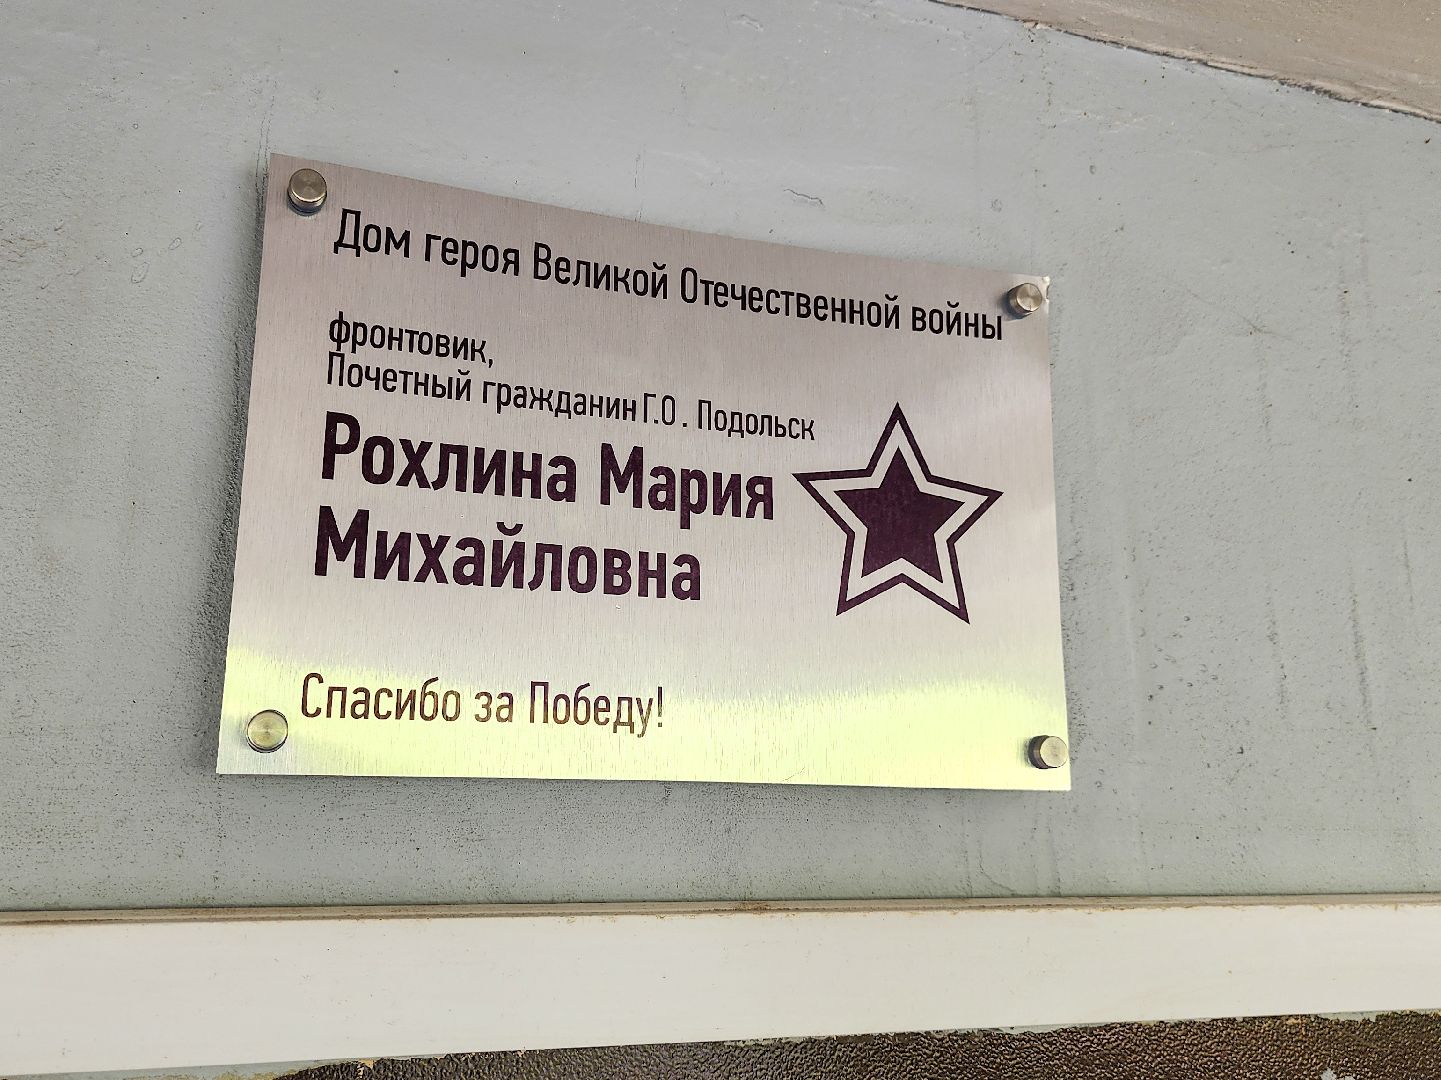 Дом героя Великой Отечественной войны
фронтовик,
Почетный гражданин Г.О. Подольск
Рохлина Мария
Михайловна
Спасибо за Победу!